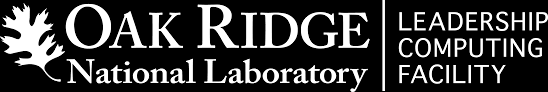 OAK RIDGE
National Laboratory
LEADERSHIP
COMPUTING
FACILITY